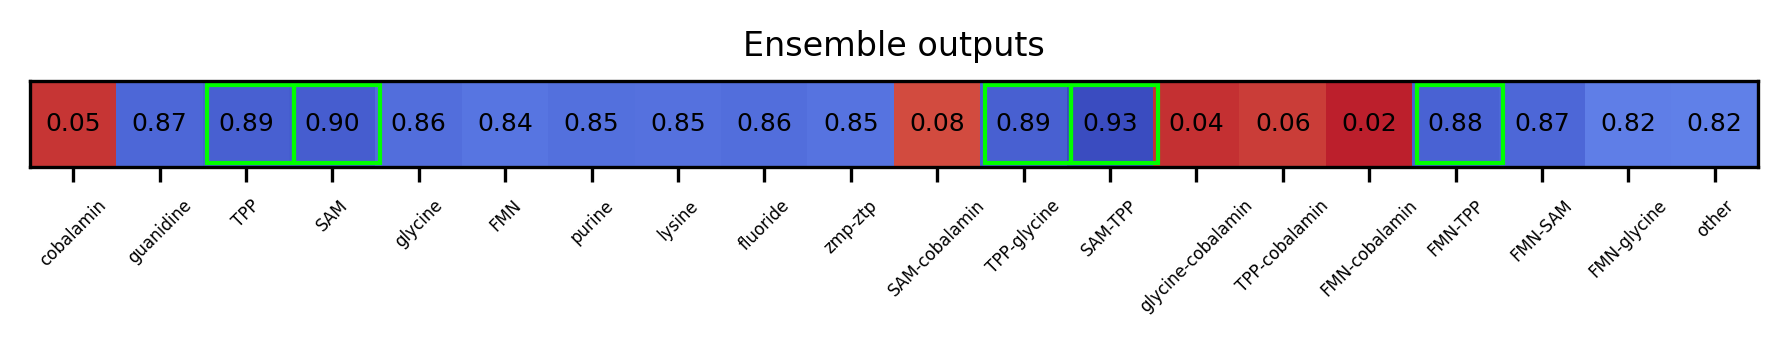 Ensemble outputs
0.05 0.87 0.89 0.90 0.86 0.84 0.85 0.85 0.86 0.85 0.08 0.89 0.93 0.04 0.06 0.02 0.88 0.87 0.82 0.82
cobalamin guanidine TPP SAM glycine FMN purine lysine fluoride zmp-ztp SAM-cobalamin TPP-glycine SAM-TPP glycine-cobalamin TPP-cobalamin FMN-cobalamin FMN-TPP FMN-SAM FMN-glycine other